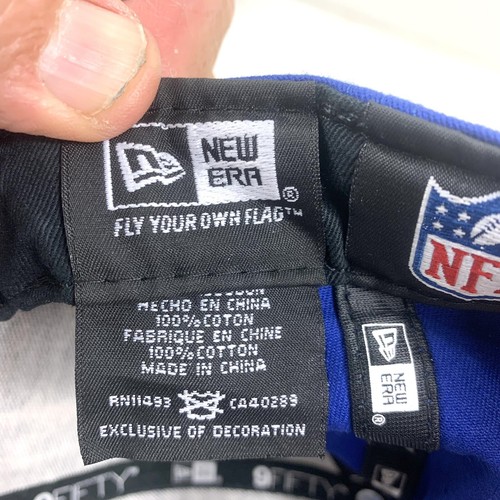 NEW
ERA
®
FLY YOUR OWN FLAG™
HECHO EN CHINA
100% COTON
FABRIQUE EN CHINE
100% COTTON
MADE IN CHINA
RN11493 CA40289
EXCLUSIVE OF DECORATION
NEW
ERA
®
NF
9FIFTY